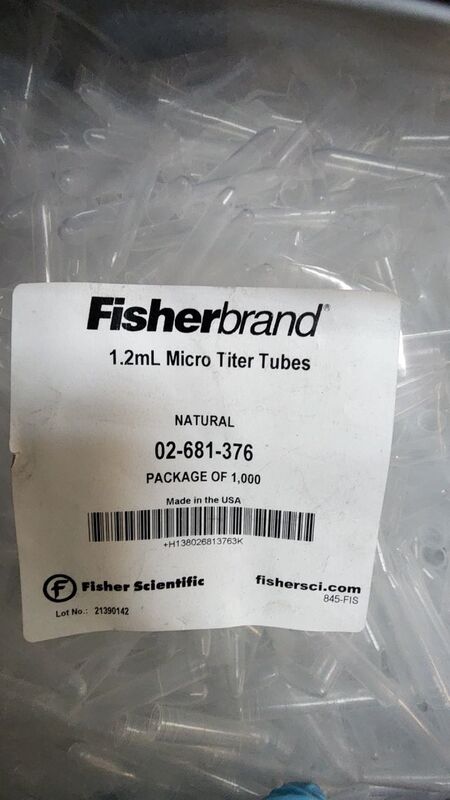 Fisherbrand®
1.2mL Micro Titer Tubes
NATURAL
02-681-376
PACKAGE OF 1,000
Made in the USA
+H138026813763K
f Fisher Scientific
fishersci.com
845-FIS
Lot No.: 21390142